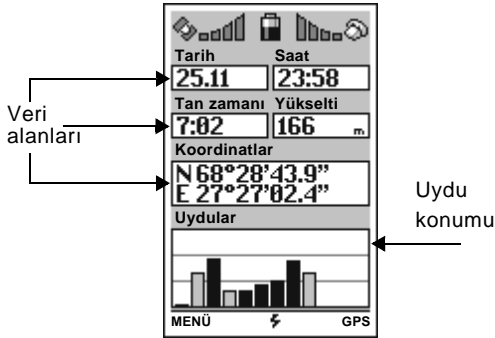 Tarih Saat
25.11 23:58
Tan zamanı Yükselti
7:02 166 m
Koordinatlar
N 68°28'43.9”
E 27°27'02.4”
Uydular
MENÜ GPS
Veri
alanları
Uydu
konumu